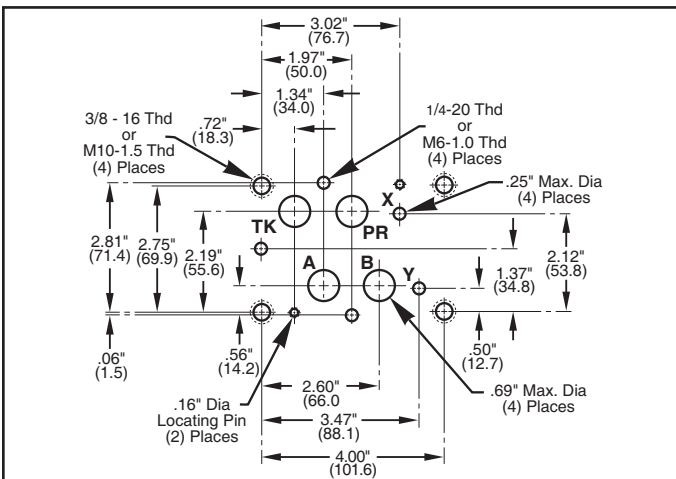 3.02"
(76.7)
1.97"
(50.0)
1.34"
(34.0)
.72"
(18.3)
3/8 - 16 Thd
or
M10-1.5 Thd
(4) Places
1/4-20 Thd
or
M6-1.0 Thd
(4) Places
.25" Max. Dia
(4) Places
X
TK
PR
A
B
Y
2.81"
(71.4)
2.75"
(69.9)
2.19"
(55.6)
1.37"
(34.8)
2.12"
(53.8)
.06"
(1.5)
.56"
(14.2)
.50"
(12.7)
.16" Dia
Locating Pin
(2) Places
2.60"
(66.0
3.47"
(88.1)
4.00"
(101.6)
.69" Max. Dia
(4) Places